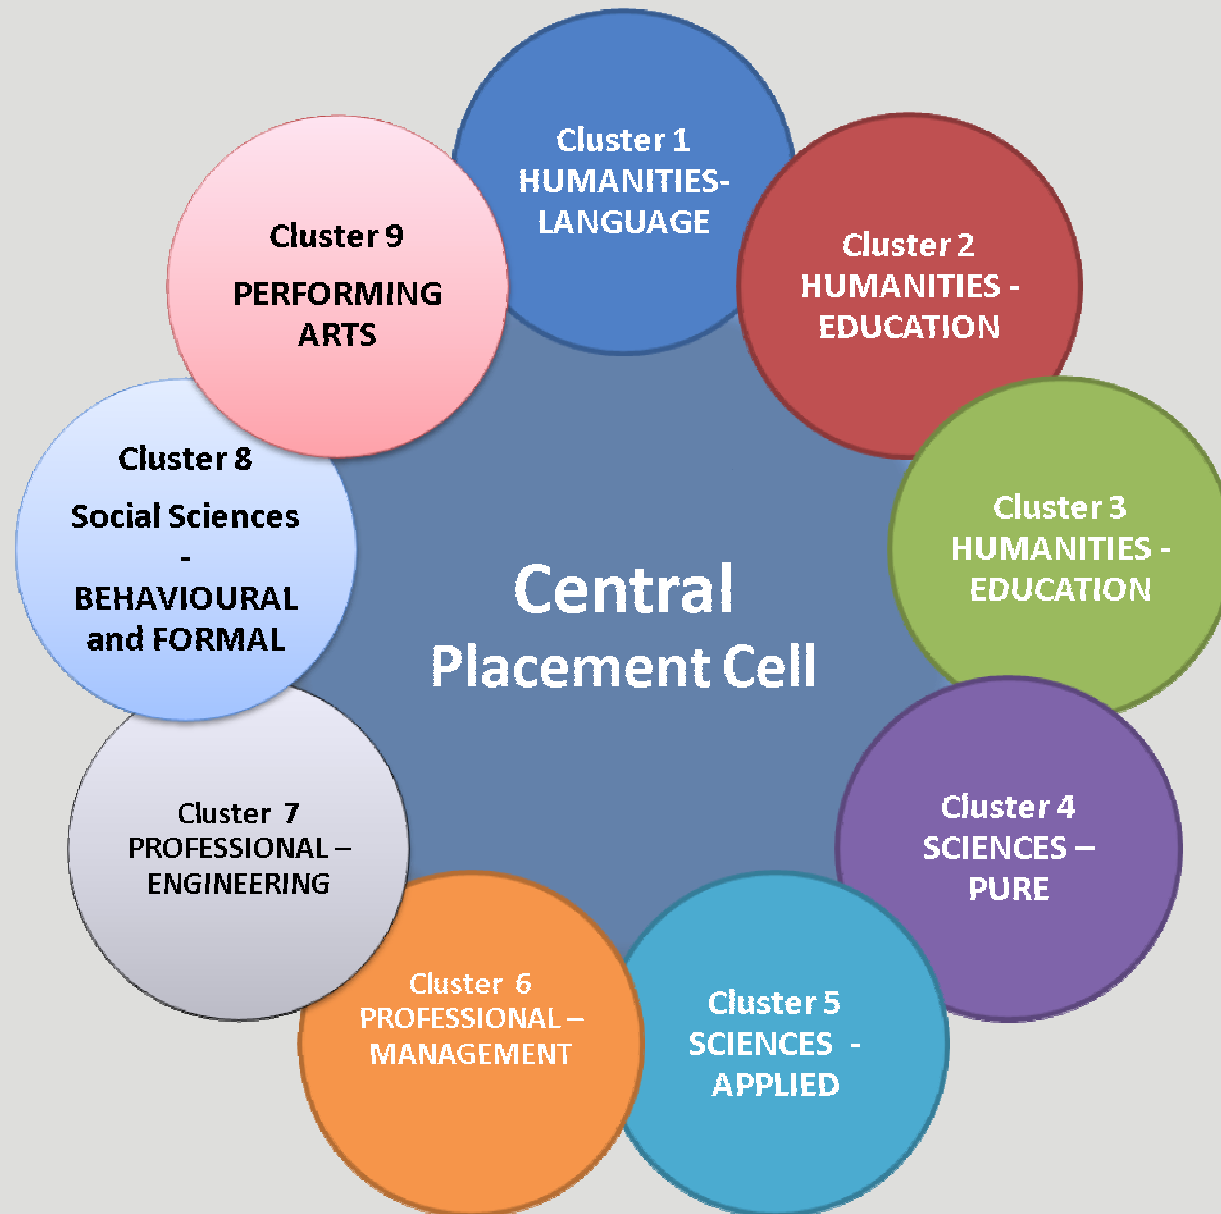 Cluster 1
HUMANITIES-
LANGUAGE
Cluster 2
HUMANITIES -
EDUCATION
Cluster 3
HUMANITIES -
EDUCATION
Cluster 4
SCIENCES –
PURE
Cluster 5
SCIENCES -
APPLIED
Cluster 6
PROFESSIONAL –
MANAGEMENT
Cluster 7
PROFESSIONAL –
ENGINEERING
Cluster 8
Social Sciences
-
BEHAVIOURAL
and FORMAL
Cluster 9
PERFORMING
ARTS
Central
Placement Cell